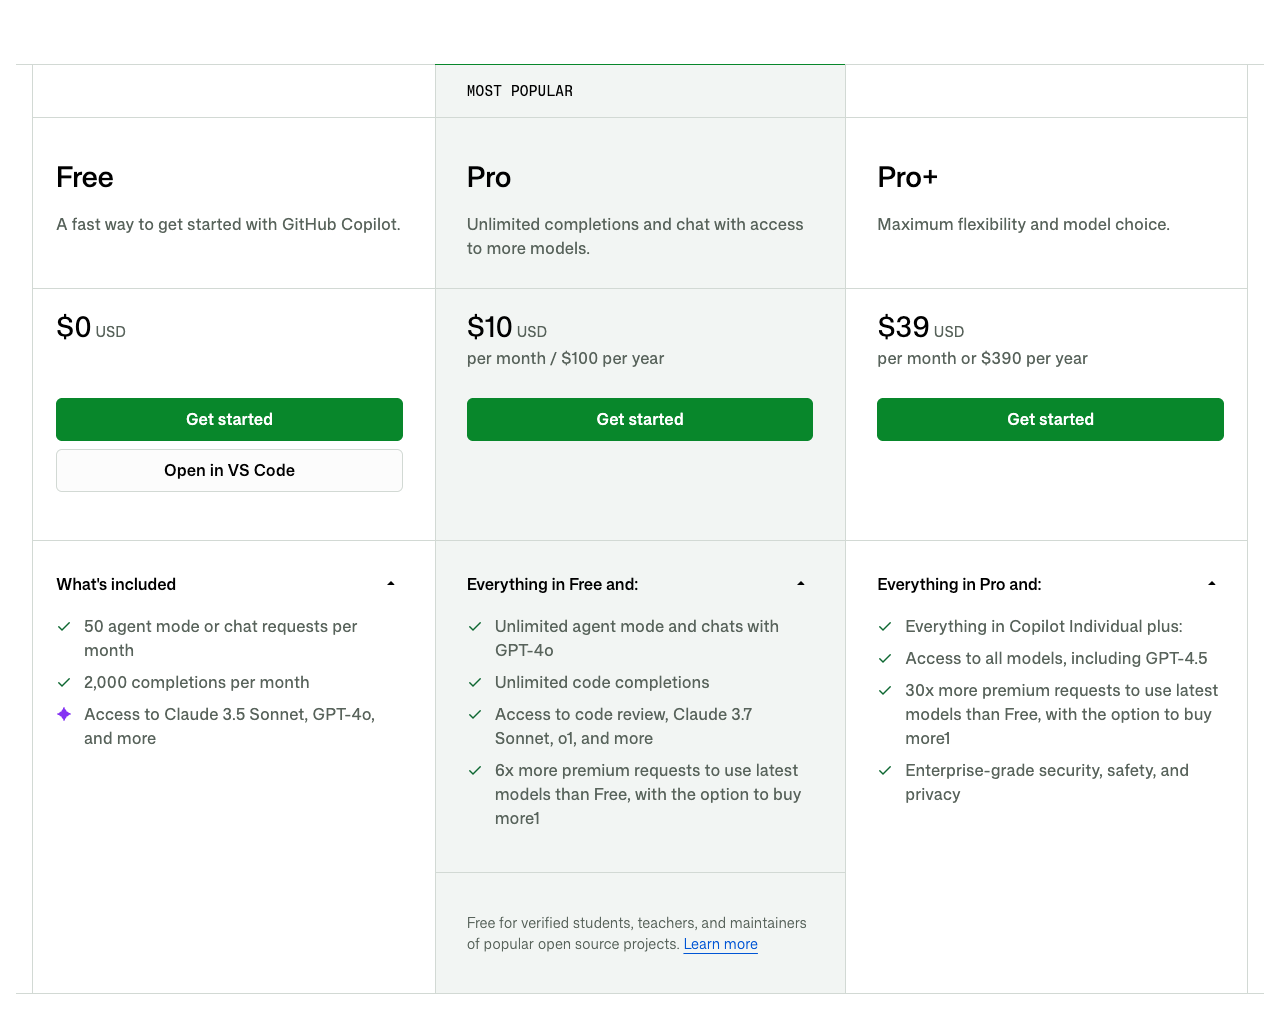 MOST POPULAR
Free
A fast way to get started with GitHub Copilot.
$0 USD
Get started
Open in VS Code
What's included
50 agent mode or chat requests per
month
2,000 completions per month
Access to Claude 3.5 Sonnet, GPT-4o,
and more
Pro
Unlimited completions and chat with access
to more models.
$10 USD
per month / $100 per year
Get started
Everything in Free and:
Unlimited agent mode and chats with
GPT-4o
Unlimited code completions
Access to code review, Claude 3.7
Sonnet, o1, and more
6x more premium requests to use latest
models than Free, with the option to buy
more1
Free for verified students, teachers, and maintainers
of popular open source projects. Learn more
Pro+
Maximum flexibility and model choice.
$39 USD
per month or $390 per year
Get started
Everything in Pro and:
Everything in Copilot Individual plus:
Access to all models, including GPT-4.5
30x more premium requests to use latest
models than Free, with the option to buy
more1
Enterprise-grade security, safety, and
privacy